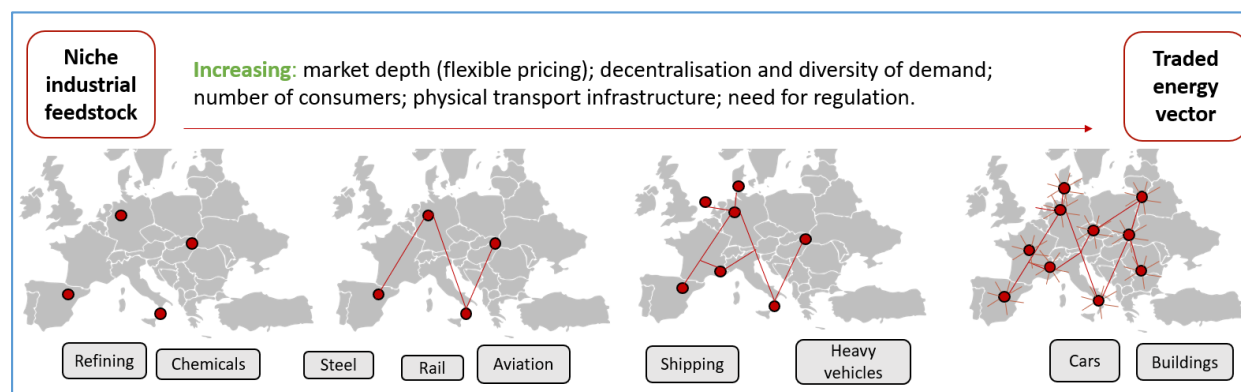 Niche
industrial
feedstock
Increasing: market depth (flexible pricing); decentralisation and diversity of demand;
number of consumers; physical transport infrastructure; need for regulation.
Traded
energy
vector
Refining
Chemicals
Steel
Rail
Aviation
Shipping
Heavy
vehicles
Cars
Buildings